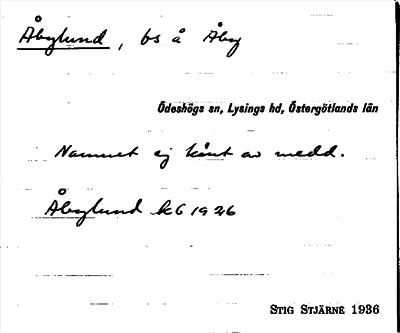 Åbylund, bs å Åby
Ödeshögs sn, Lysings hd, Östergötlands län
Namnet ej känt av medd.
Åbylund kG 1926
STIG STJÄRNE 1936